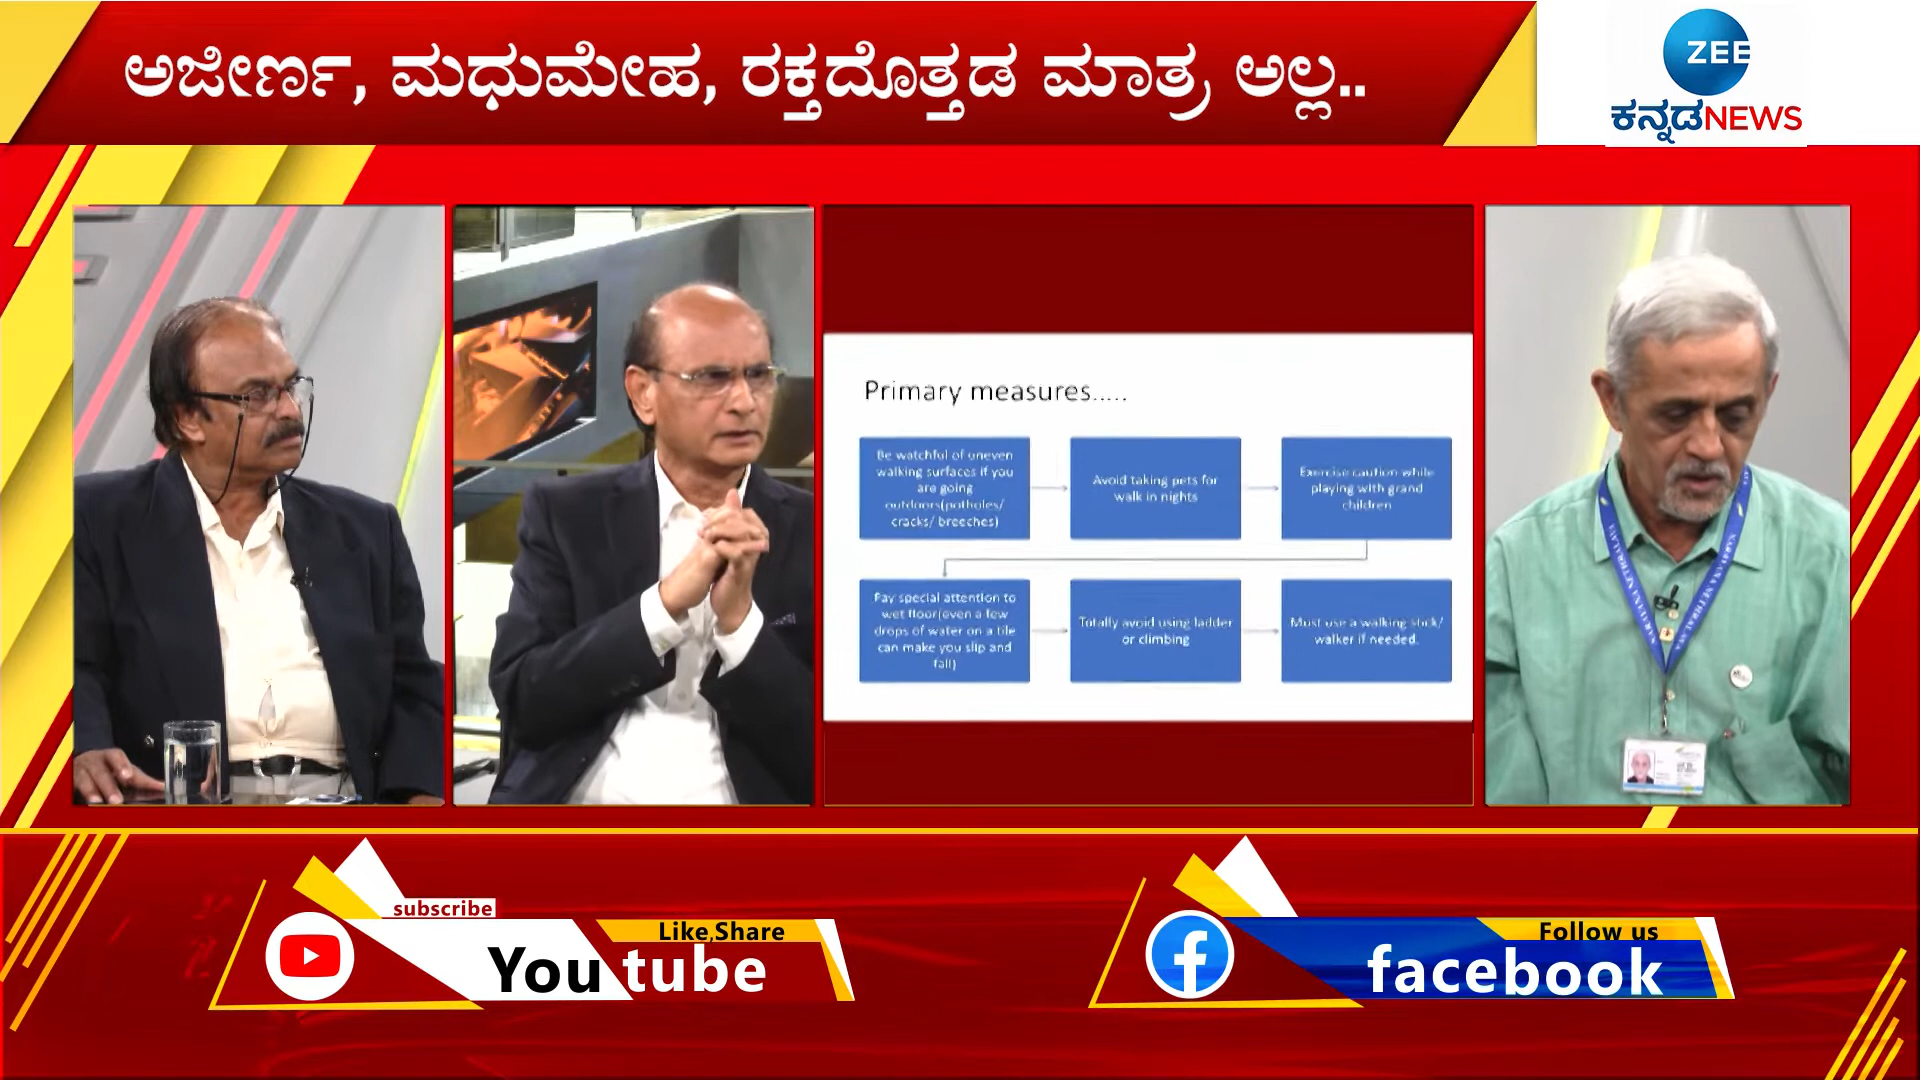 ಅಜೀರ್ಣ, ಮಧುಮೇಹ, ರಕ್ತದೊತ್ತಡ ಮಾತ್ರ ಅಲ್ಲ..
ZEE
ಕನ್ನಡNEWS
Primary measures.....
Be watchful of uneven
walking surfaces if you
are going
outdoors(potholes/
cracks/ breeches)
Avoid taking pets for
walk in nights
Exercise caution while
playing with grand
children
Pay special attention to
wet floor(even a few
drops of water on a tile
can make you slip and
fall)
Totally avoid using ladder
or climbing
Must use a walking stick/
walker if needed.
NARAYANA NETHRALAYA
NARAYANA NETHRALAYA
subscribe
Like,Share
You tube
Follow us
facebook